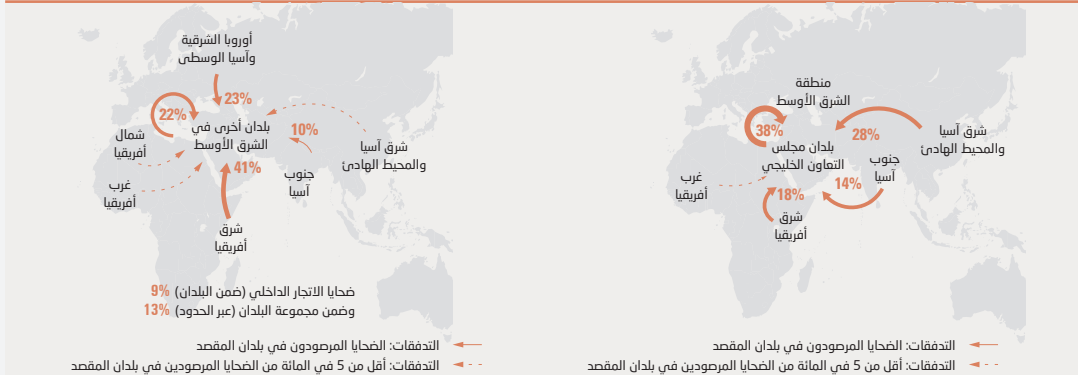 منطقة
الشرق الأوسط
38%
بلدان مجلس
التعاون الخليجي
28%
شرق آسيا
والمحيط الهادئ
جنوب
آسيا
14%
غرب
أفريقيا
18%
شرق
أفريقيا
التدفقات: الضحايا المرصودون في بلدان المقصد
التدفقات: أقل من 5 في المائة من الضحايا المرصودين في بلدان المقصد
أوروبا الشرقية
وآسيا الوسطى
23%
22%
بلدان أخرى في
الشرق الأوسط
10%
شرق آسيا
والمحيط الهادئ
شمال
أفريقيا
41%
جنوب
آسيا
غرب
أفريقيا
شرق
أفريقيا
ضحايا الاتجار الداخلي (ضمن البلدان) 9%
وضمن مجموعة البلدان (عبر الحدود) 13%
التدفقات: الضحايا المرصودون في بلدان المقصد
التدفقات: أقل من 5 في المائة من الضحايا المرصودين في بلدان المقصد